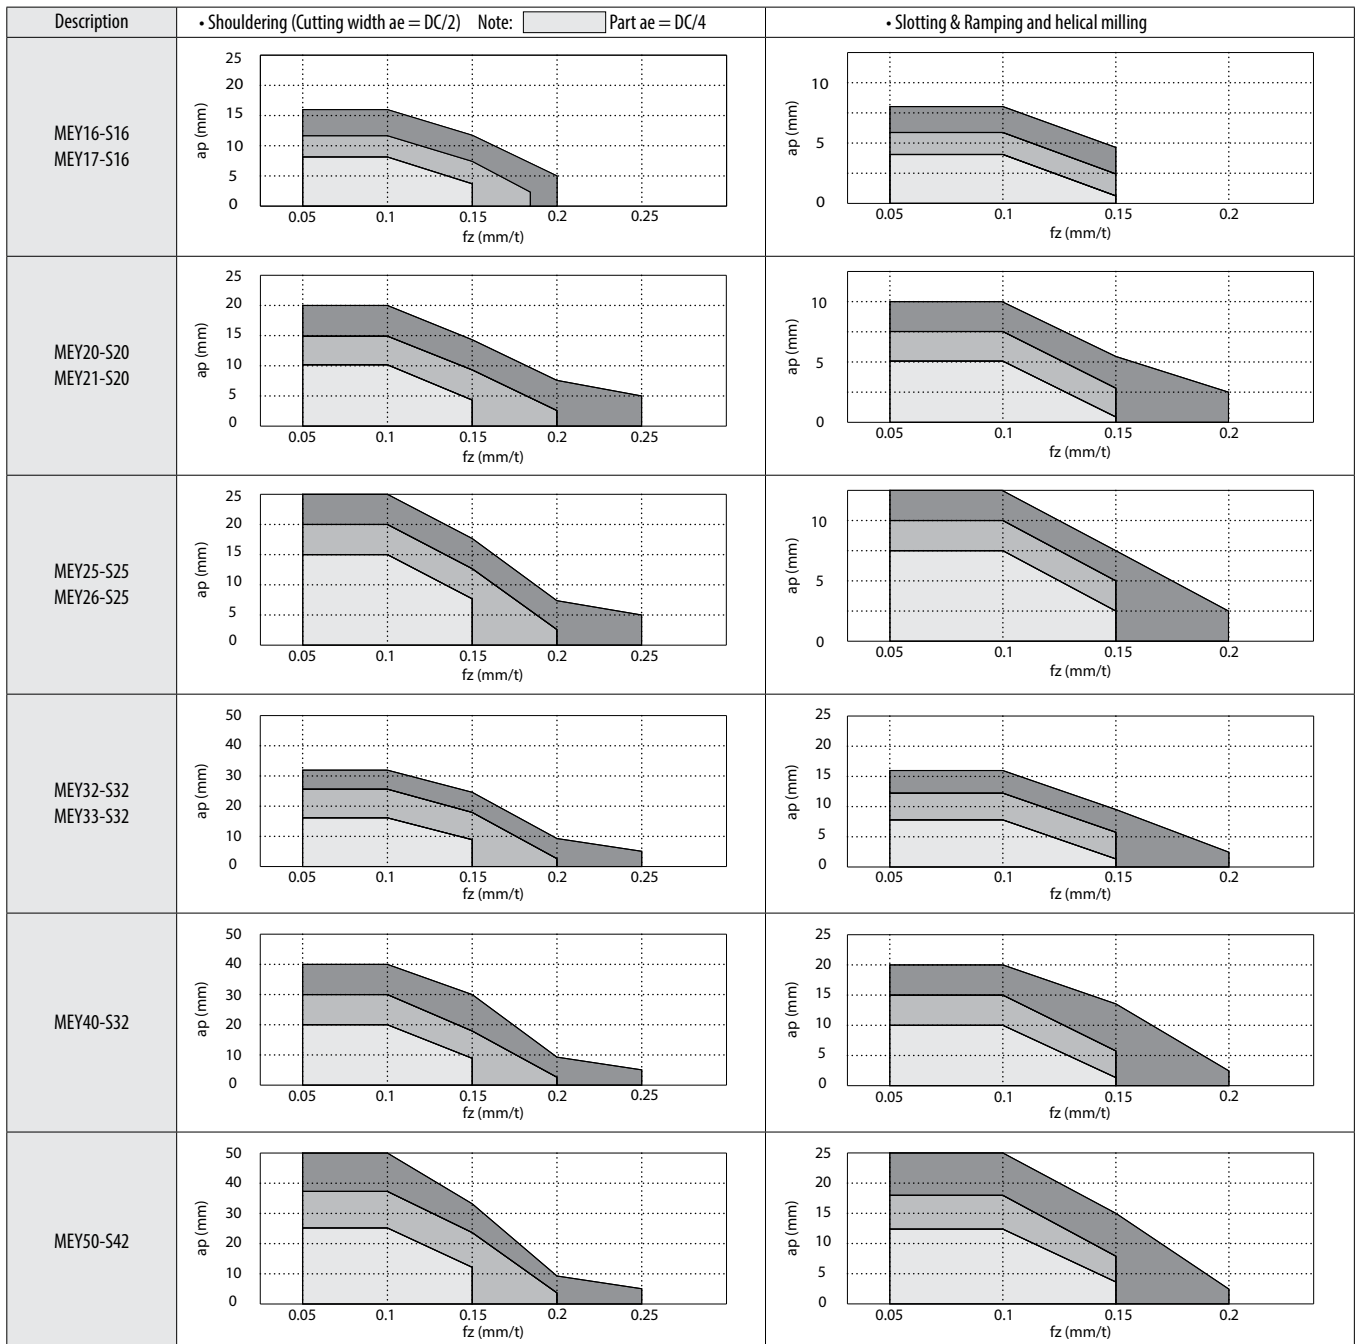 Description
• Shouldering (Cutting width ae = DC/2) Note: Part ae = DC/4
• Slotting & Ramping and helical milling
MEY16-S16
MEY17-S16
ap (mm)
25
20
15
10
5
0
0.05 0.1 0.15 0.2 0.25
fz (mm/t)
ap (mm)
10
5
0
0.05 0.1 0.15 0.2
fz (mm/t)
MEY20-S20
MEY21-S20
ap (mm)
25
20
15
10
5
0
0.05 0.1 0.15 0.2 0.25
fz (mm/t)
ap (mm)
10
5
0
0.05 0.1 0.15 0.2
fz (mm/t)
MEY25-S25
MEY26-S25
ap (mm)
25
20
15
10
5
0
0.05 0.1 0.15 0.2 0.25
fz (mm/t)
ap (mm)
10
5
0
0.05 0.1 0.15 0.2
fz (mm/t)
MEY32-S32
MEY33-S32
ap (mm)
50
40
30
20
10
0
0.05 0.1 0.15 0.2 0.25
fz (mm/t)
ap (mm)
25
20
15
10
5
0
0.05 0.1 0.15 0.2
fz (mm/t)
MEY40-S32
ap (mm)
50
40
30
20
10
0
0.05 0.1 0.15 0.2 0.25
fz (mm/t)
ap (mm)
25
20
15
10
5
0
0.05 0.1 0.15 0.2
fz (mm/t)
MEY50-S42
ap (mm)
50
40
30
20
10
0
0.05 0.1 0.15 0.2 0.25
fz (mm/t)
ap (mm)
25
20
15
10
5
0
0.05 0.1 0.15 0.2
fz (mm/t)